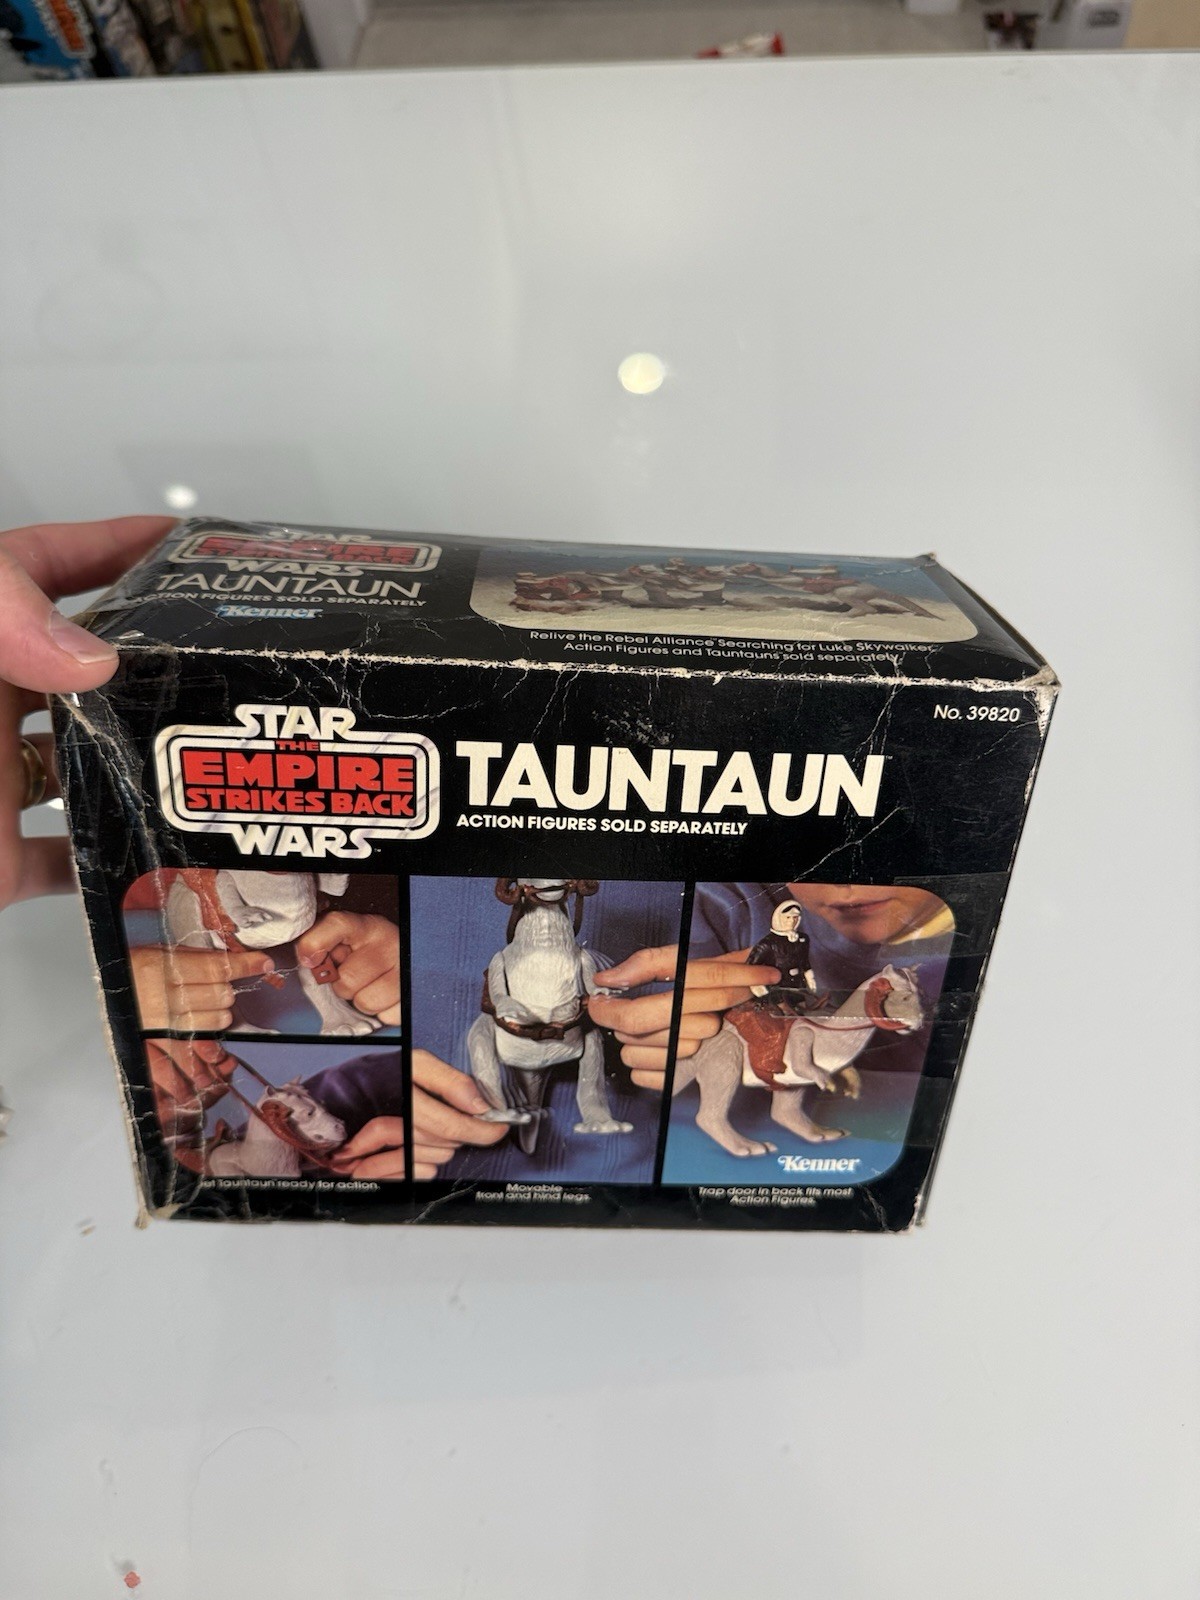 STAR
THE
EMPIRE
STRIKES BACK
WARS
TAUNTAUN
ACTION FIGURES SOLD SEPARATELY
Kenner
Relive the Rebel Alliance Searching for Luke Skywalker
Action Figures and Tauntauns sold separately
No. 39820
STAR
THE
EMPIRE
STRIKES BACK
WARS™
TAUNTAUN™
ACTION FIGURES SOLD SEPARATELY
Kenner
Tauntaun ready for action.
Movable
front and hind legs.
Trap door in back fits most
Action Figures.